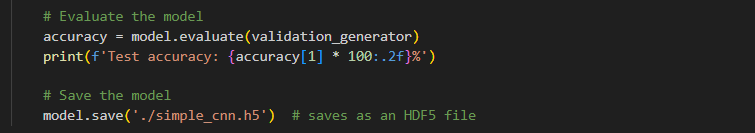 # Evaluate the model
accuracy = model.evaluate(validation_generator)
print(f'Test accuracy: {accuracy[1] * 100:.2f}%')
# Save the model
model.save('./simple_cnn.h5')  # saves as an HDF5 file